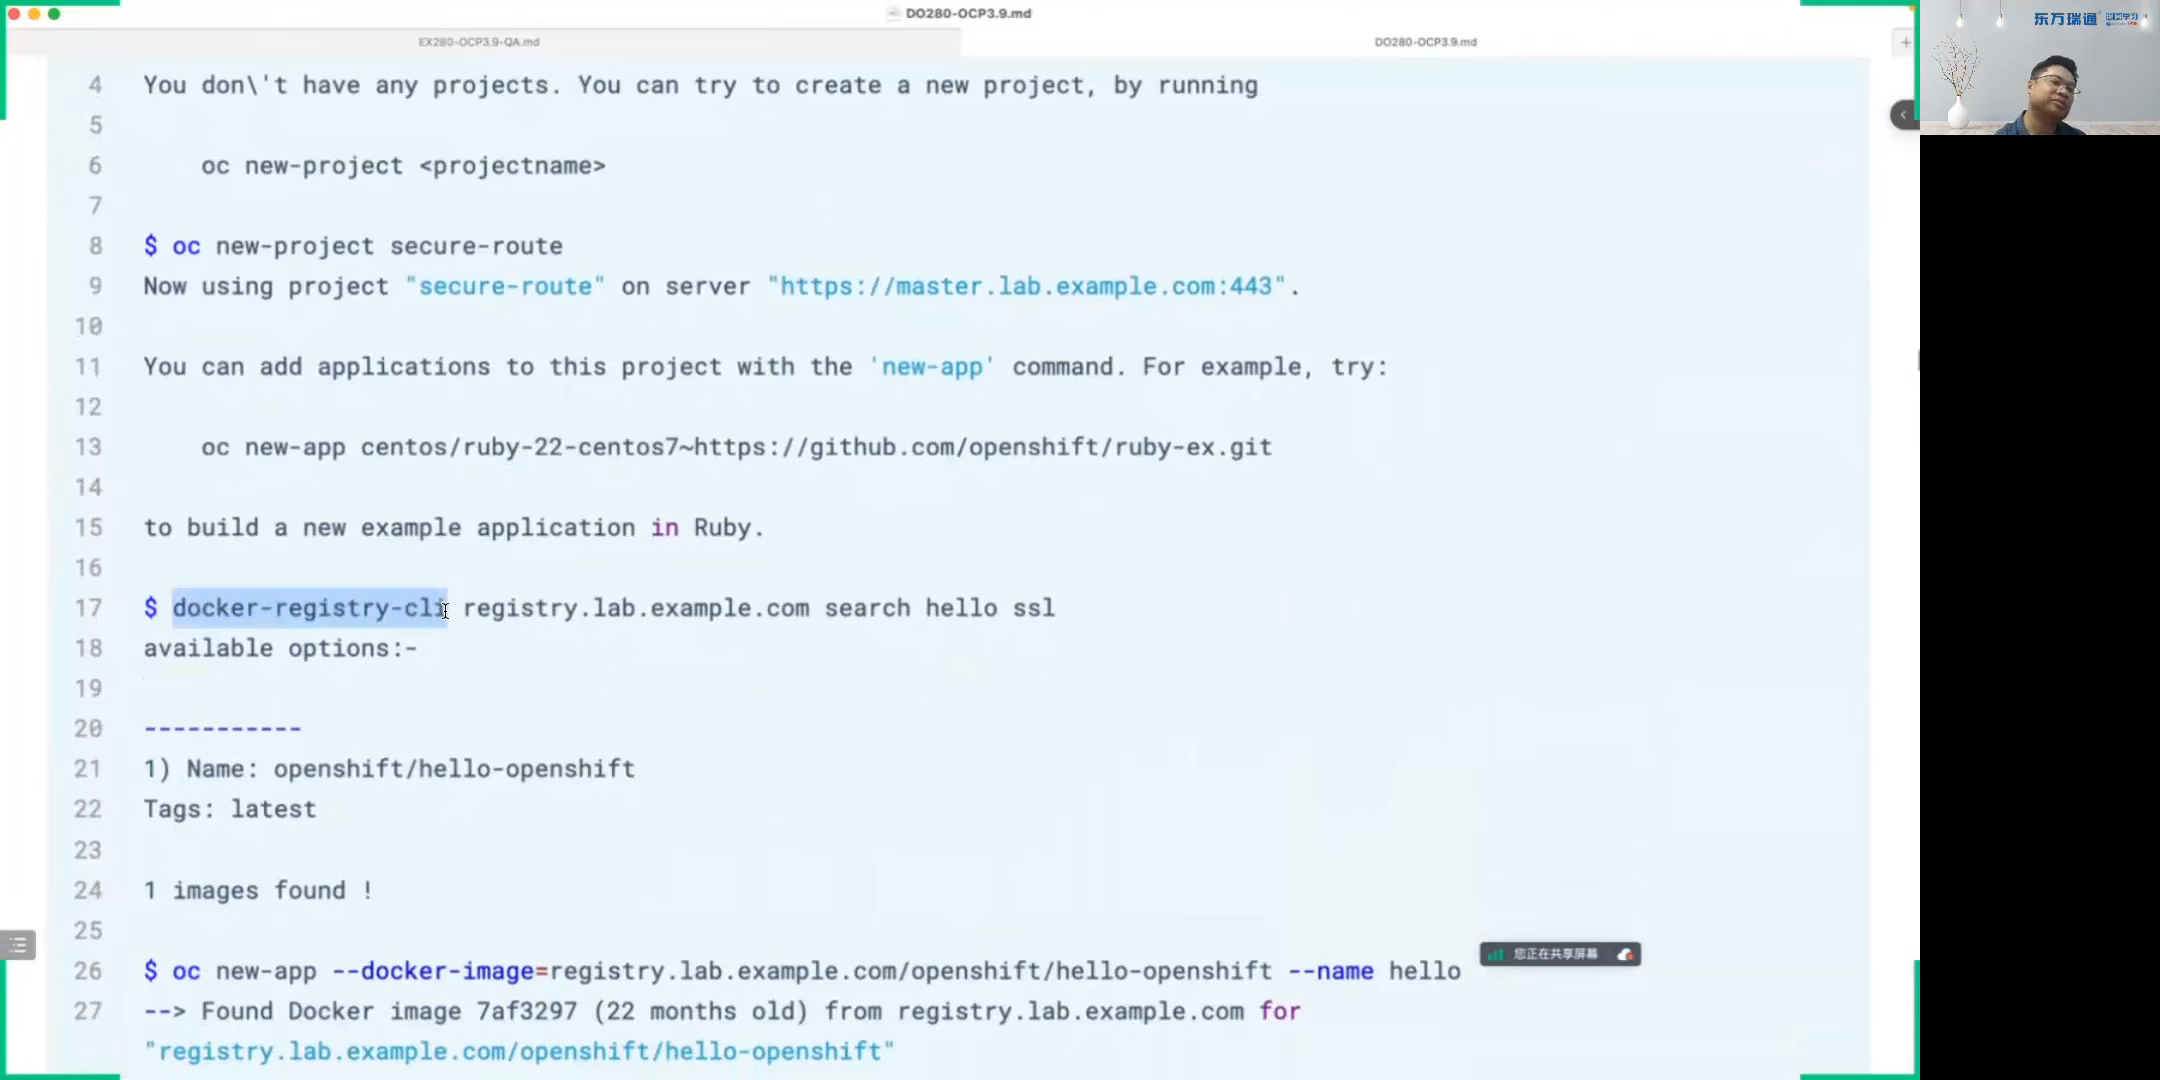 DO280-OCP3.9.md
EX280-OCP3.9-QA.md
DO280-OCP3.9.md
东方瑞通
4 You don\'t have any projects. You can try to create a new project, by running
5
6 oc new-project <projectname>
7
8 $ oc new-project secure-route
9 Now using project "secure-route" on server "https://master.lab.example.com:443".
10
11 You can add applications to this project with the 'new-app' command. For example, try:
12
13 oc new-app centos/ruby-22-centos7~https://github.com/openshift/ruby-ex.git
14
15 to build a new example application in Ruby.
16
17 $ docker-registry-cli registry.lab.example.com search hello ssl
18 available options:-
19
20 -----------
21 1) Name: openshift/hello-openshift
22 Tags: latest
23
24 1 images found !
25
26 $ oc new-app --docker-image=registry.lab.example.com/openshift/hello-openshift --name hello
27 --> Found Docker image 7af3297 (22 months old) from registry.lab.example.com for
"registry.lab.example.com/openshift/hello-openshift"
您正在共享屏幕